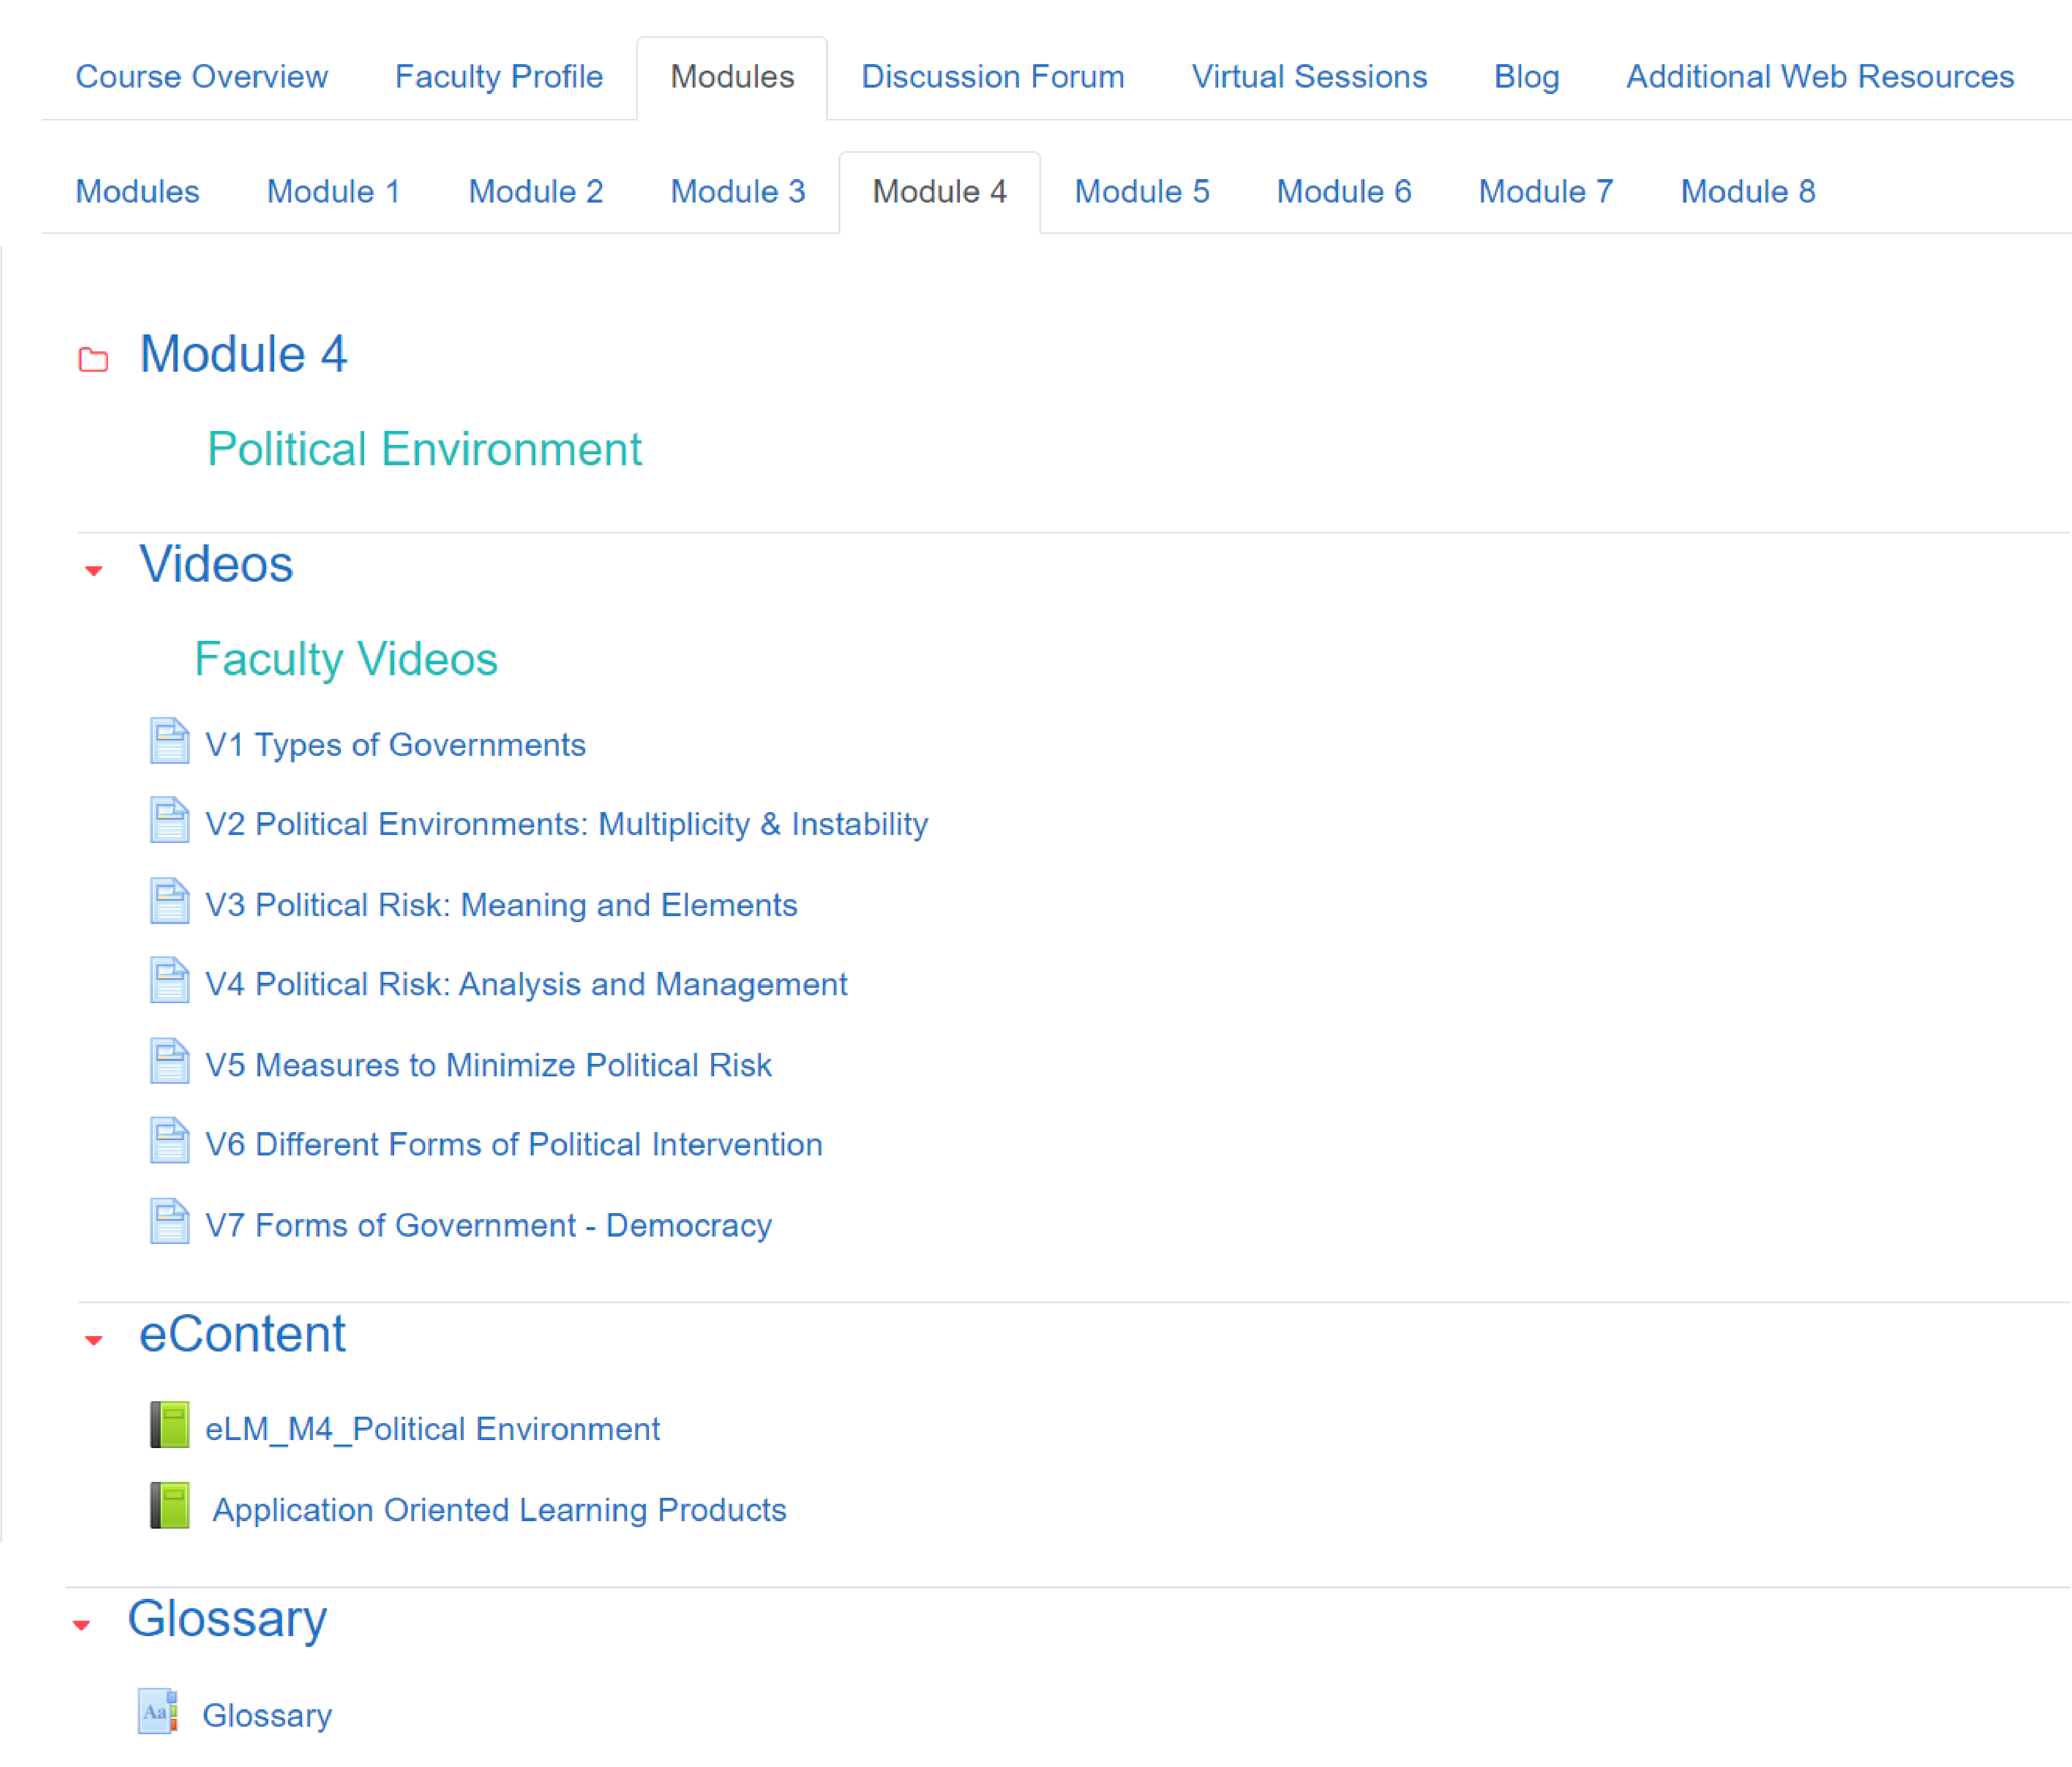 Course Overview Faculty Profile Modules Discussion Forum Virtual Sessions Blog Additional Web Resources
Modules Module 1 Module 2 Module 3 Module 4 Module 5 Module 6 Module 7 Module 8
Module 4
Political Environment
Videos
Faculty Videos
V1 Types of Governments
V2 Political Environments: Multiplicity & Instability
V3 Political Risk: Meaning and Elements
V4 Political Risk: Analysis and Management
V5 Measures to Minimize Political Risk
V6 Different Forms of Political Intervention
V7 Forms of Government - Democracy
eContent
eLM_M4_Political Environment
Application Oriented Learning Products
Glossary
Aa Glossary